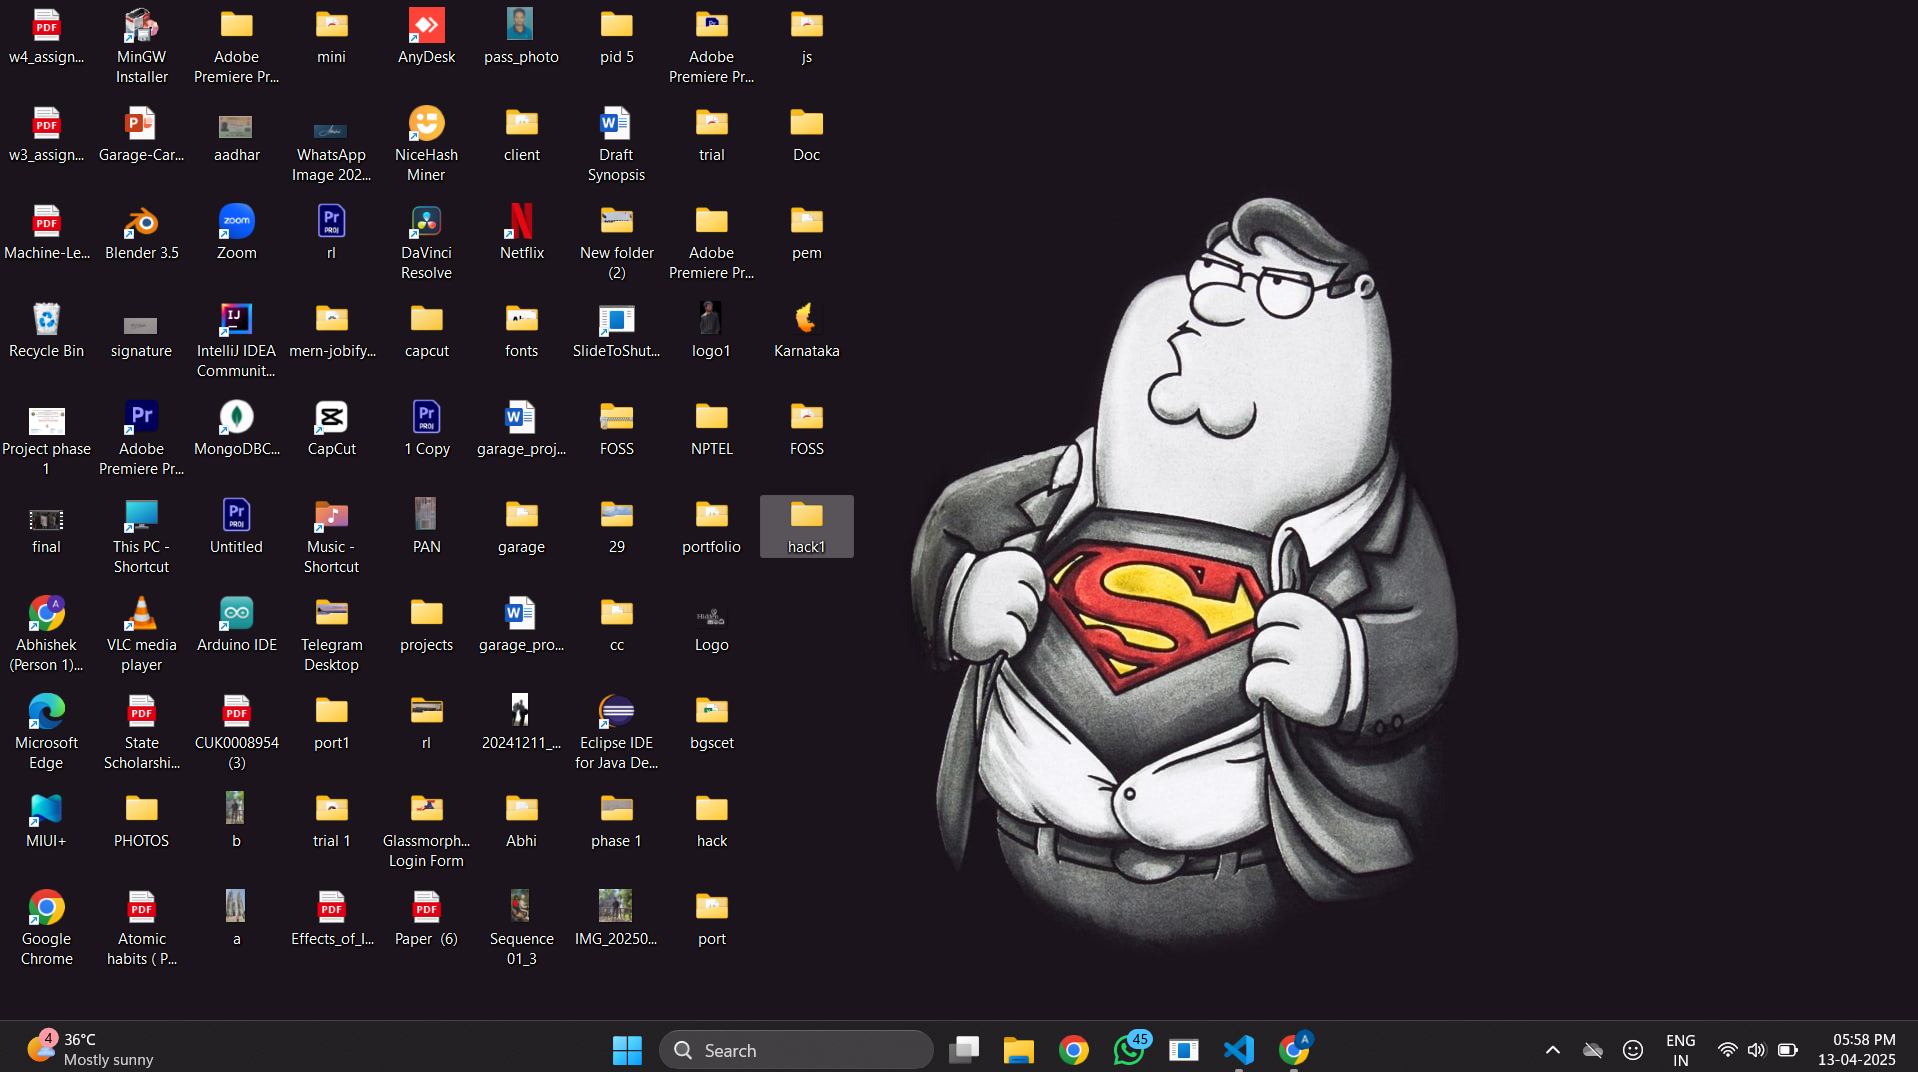 w4_assign...
MinGW
Installer
Adobe
Premiere Pr...
mini
AnyDesk
pass_photo
pid 5
Adobe
Premiere Pr...
js
w3_assign...
Garage-Car...
aadhar
WhatsApp
Image 202...
NiceHash
Miner
client
Draft
Synopsis
trial
Doc
Machine-Le...
Blender 3.5
Zoom
rl
DaVinci
Resolve
Netflix
New folder
(2)
Adobe
Premiere Pr...
pem
Recycle Bin
signature
IntelliJ IDEA
Communit...
mern-jobify...
capcut
fonts
SlideToShut...
logo1
Karnataka
Project phase
1
Adobe
Premiere Pr...
MongoDBC...
CapCut
1 Copy
garage_proj...
FOSS
NPTEL
FOSS
final
This PC -
Shortcut
Untitled
Music -
Shortcut
PAN
garage
29
portfolio
hack1
Abhishek
(Person 1)...
VLC media
player
Arduino IDE
Telegram
Desktop
projects
garage_pro...
cc
Logo
Microsoft
Edge
State
Scholarshi...
CUK0008954
(3)
port1
rl
20241211_...
Eclipse IDE
for Java De...
bgscet
MIUI+
PHOTOS
b
trial 1
Glassmorph...
Login Form
Abhi
phase 1
hack
Google
Chrome
Atomic
habits ( P...
a
Effects_of_I...
Paper (6)
Sequence
01_3
IMG_20250...
port
4
36°C
Mostly sunny
Search
45
A
ENG
IN
05:58 PM
13-04-2025